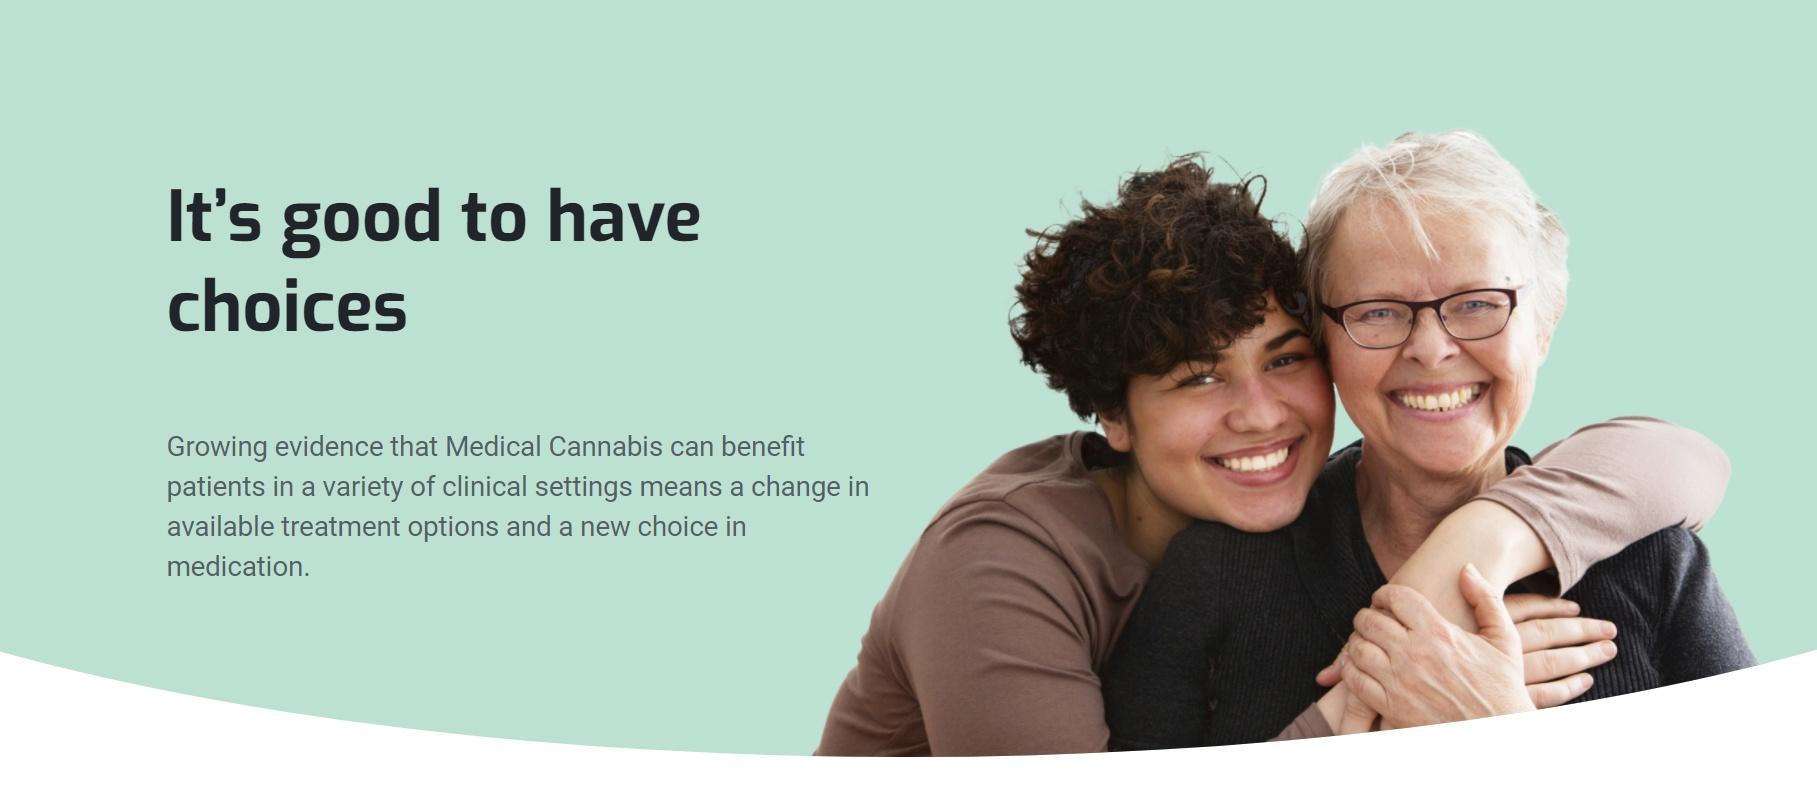 It’s good to have
choices
Growing evidence that Medical Cannabis can benefit
patients in a variety of clinical settings means a change in
available treatment options and a new choice in
medication.